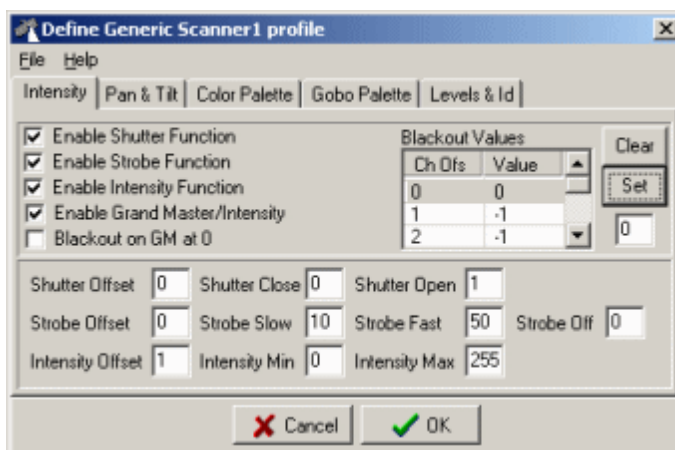 Define Generic Scanner1 profile
File Help
Intensity Pan & Tilt Color Palette Gobo Palette Levels & Id
Enable Shutter Function
Enable Strobe Function
Enable Intensity Function
Enable Grand Master/Intensity
Blackout on GM at 0
Blackout Values
Ch Ofs Value
0 0
1 -1
2 -1
Clear
Set
0
Shutter Offset 0 Shutter Close 0 Shutter Open 1
Strobe Offset 0 Strobe Slow 10 Strobe Fast 50 Strobe Off 0
Intensity Offset 1 Intensity Min 0 Intensity Max 255
Cancel OK